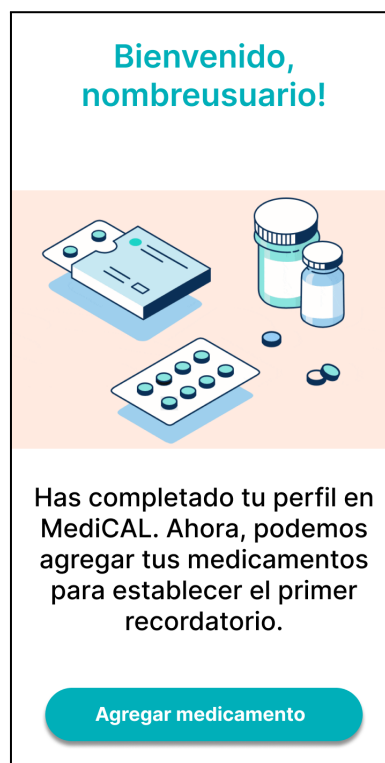 Bienvenido,
nombreusuario!
Has completado tu perfil en
MediCAL. Ahora, podemos
agregar tus medicamentos
para establecer el primer
recordatorio.
Agregar medicamento